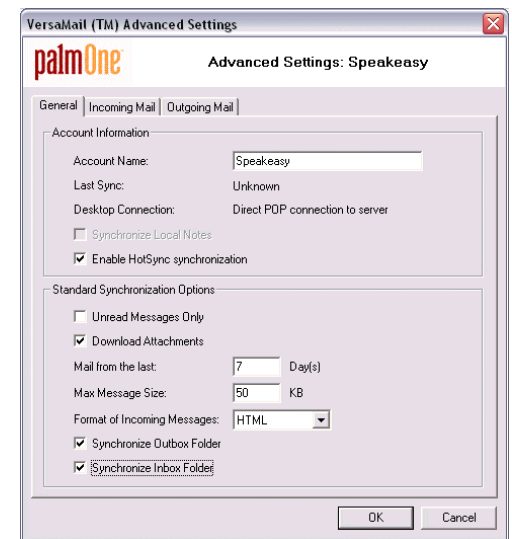 VersaMail (TM) Advanced Settings
palmOne
Advanced Settings: Speakeasy
General Incoming Mail Outgoing Mail
Account Information
Account Name: Speakeasy
Last Sync: Unknown
Desktop Connection: Direct POP connection to server
Synchronize Local Notes
Enable HotSync synchronization
Standard Synchronization Options
Unread Messages Only
Download Attachments
Mail from the last: 7 Day(s)
Max Message Size: 50 KB
Format of Incoming Messages: HTML
Synchronize Outbox Folder
Synchronize Inbox Folder
OK Cancel